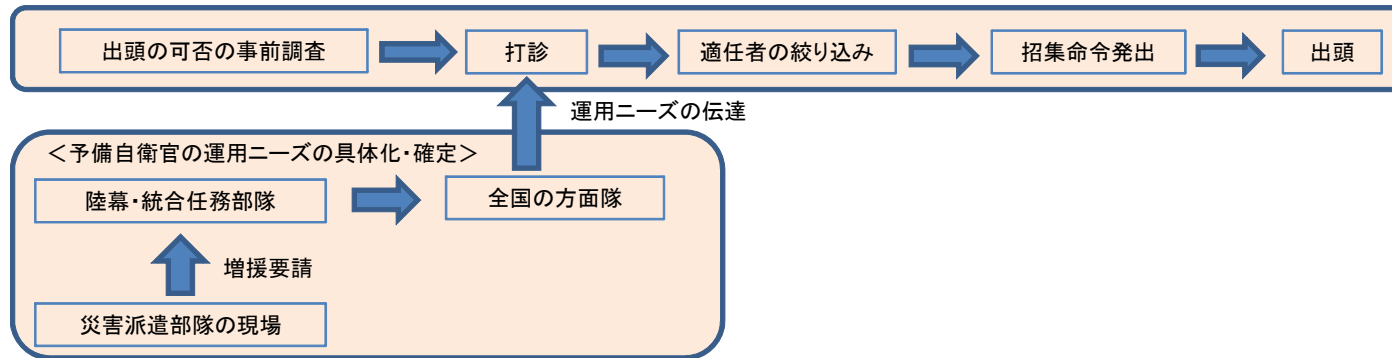 出頭の可否の事前調査
打診
適任者の絞り込み
招集命令発出
出頭
運用ニーズの伝達
＜予備自衛官の運用ニーズの具体化・確定＞
陸幕・統合任務部隊
全国の方面隊
増援要請
災害派遣部隊の現場